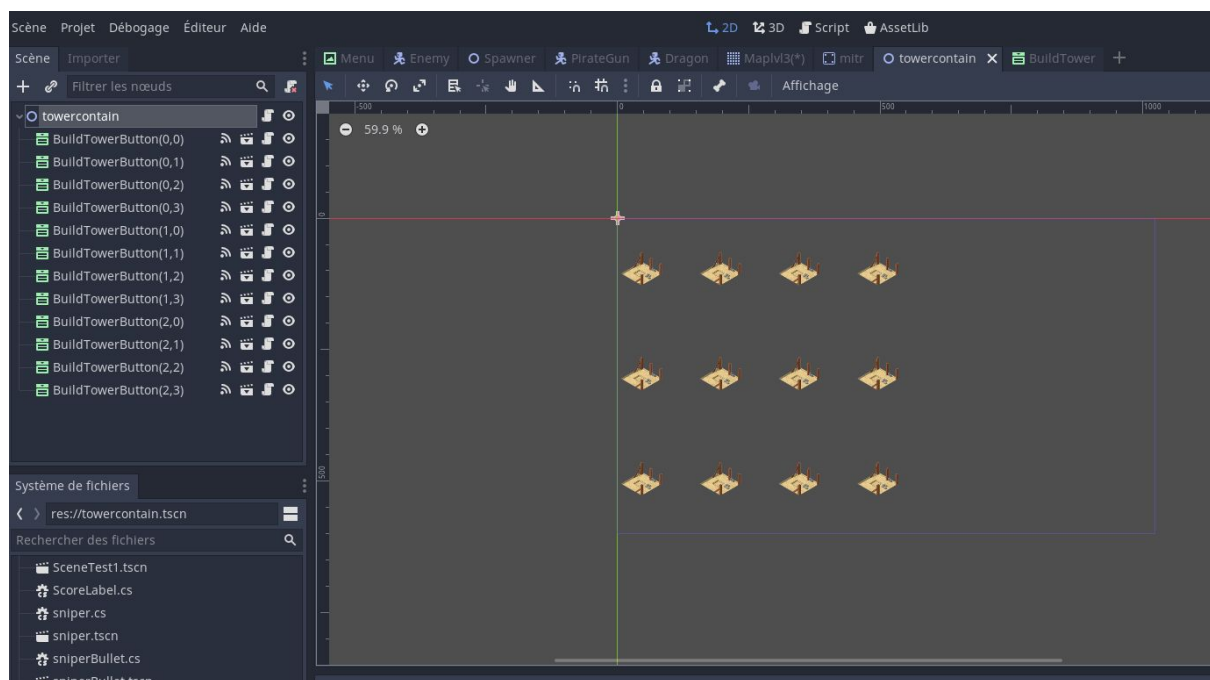 Scène Projet Débogage Éditeur Aide 2D 3D Script AssetLib
Scène Importer Menu Enemy Spawner PirateGun Dragon Maplvl3(*) mitr towercontain BuildTower
Filtrer les nœuds Affichage
-500 0 500 1000
towercontain
59.9 %
BuildTowerButton(0,0)
BuildTowerButton(0,1)
BuildTowerButton(0,2)
BuildTowerButton(0,3)
0
BuildTowerButton(1,0)
BuildTowerButton(1,1)
BuildTowerButton(1,2)
BuildTowerButton(1,3)
BuildTowerButton(2,0)
BuildTowerButton(2,1)
BuildTowerButton(2,2)
BuildTowerButton(2,3)
500
Système de fichiers
res://towercontain.tscn
Rechercher des fichiers
SceneTest1.tscn
ScoreLabel.cs
sniper.cs
sniper.tscn
sniperBullet.cs